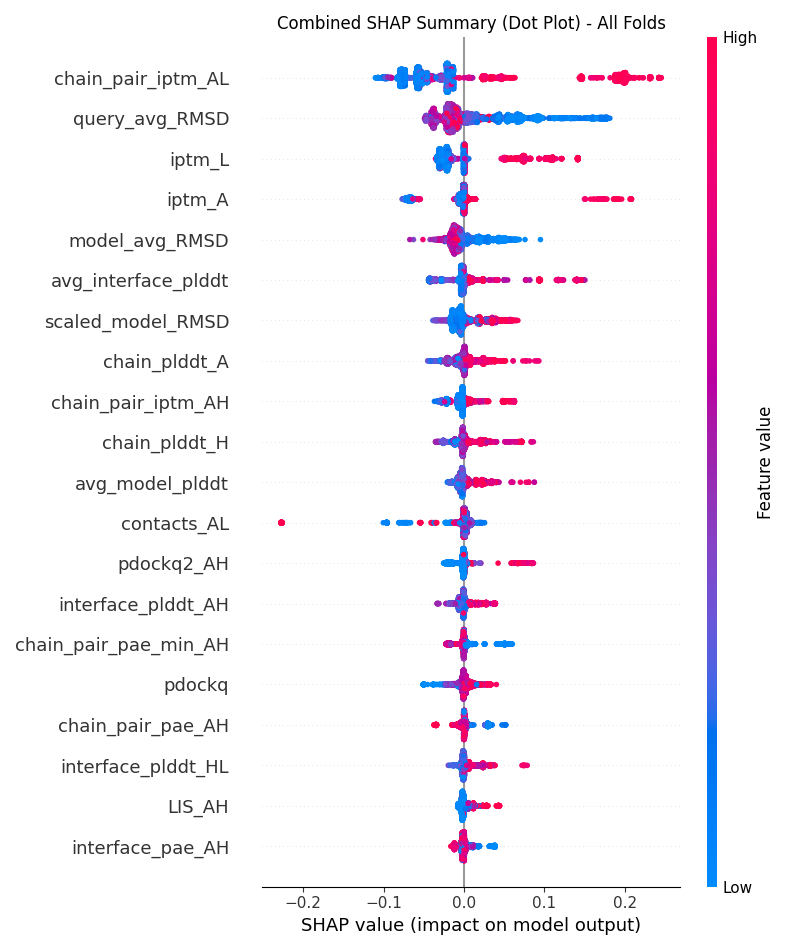 Combined SHAP Summary (Dot Plot) - All Folds
High
chain_pair_iptm_AL
query_avg_RMSD
iptm_L
iptm_A
model_avg_RMSD
avg_interface_plddt
scaled_model_RMSD
chain_plddt_A
chain_pair_iptm_AH
chain_plddt_H
avg_model_plddt
contacts_AL
pdockq2_AH
interface_plddt_AH
chain_pair_pae_min_AH
pdockq
chain_pair_pae_AH
interface_plddt_HL
LIS_AH
interface_pae_AH
Feature value
Low
−0.2 −0.1 0.0 0.1 0.2
SHAP value (impact on model output)